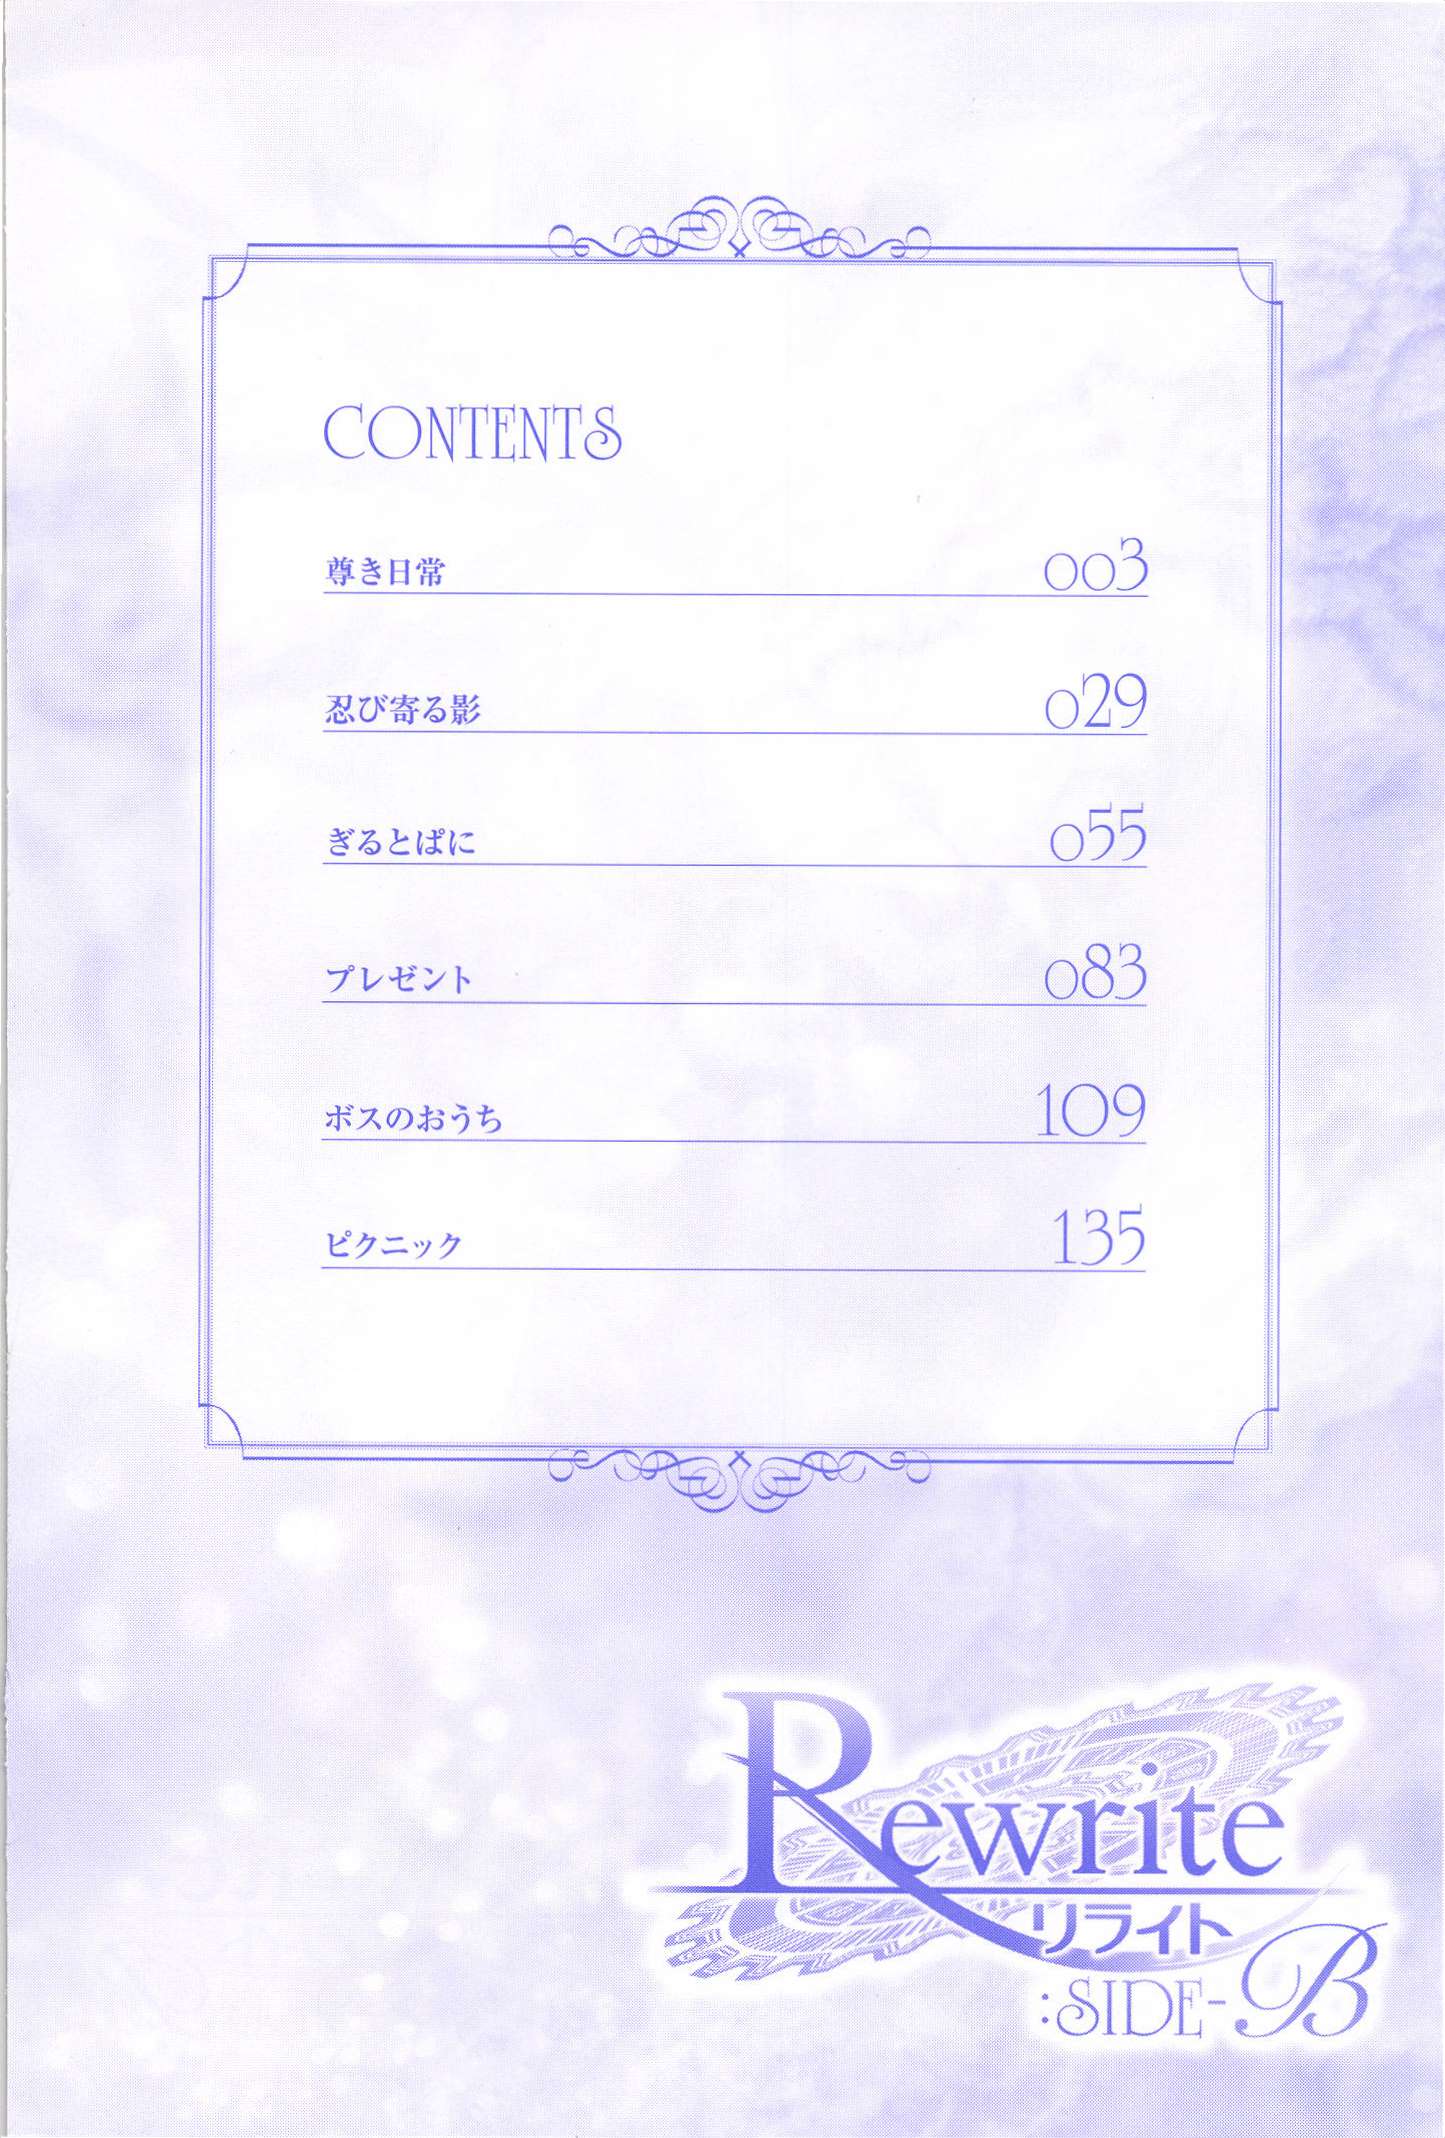 CONTENTS
尊き日常 003
忍び寄る影 029
ぎるとぱに 055
プレゼント 083
ボスのおうち 109
ピクニック 135
Rewrite
リライト
:SIDE-B